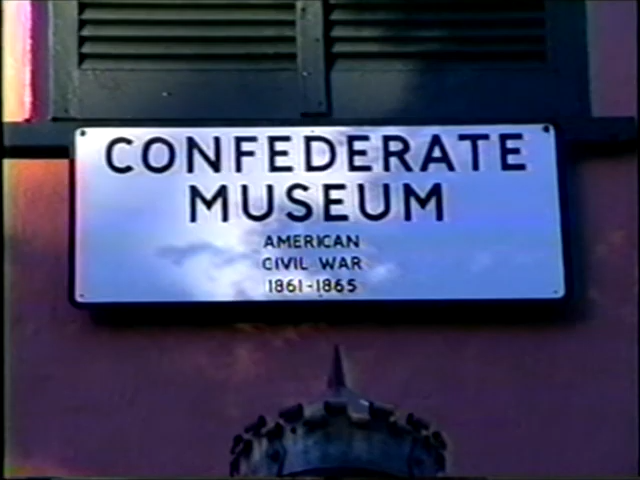 CONFEDERATE
MUSEUM
AMERICAN
CIVIL WAR
1861-1865